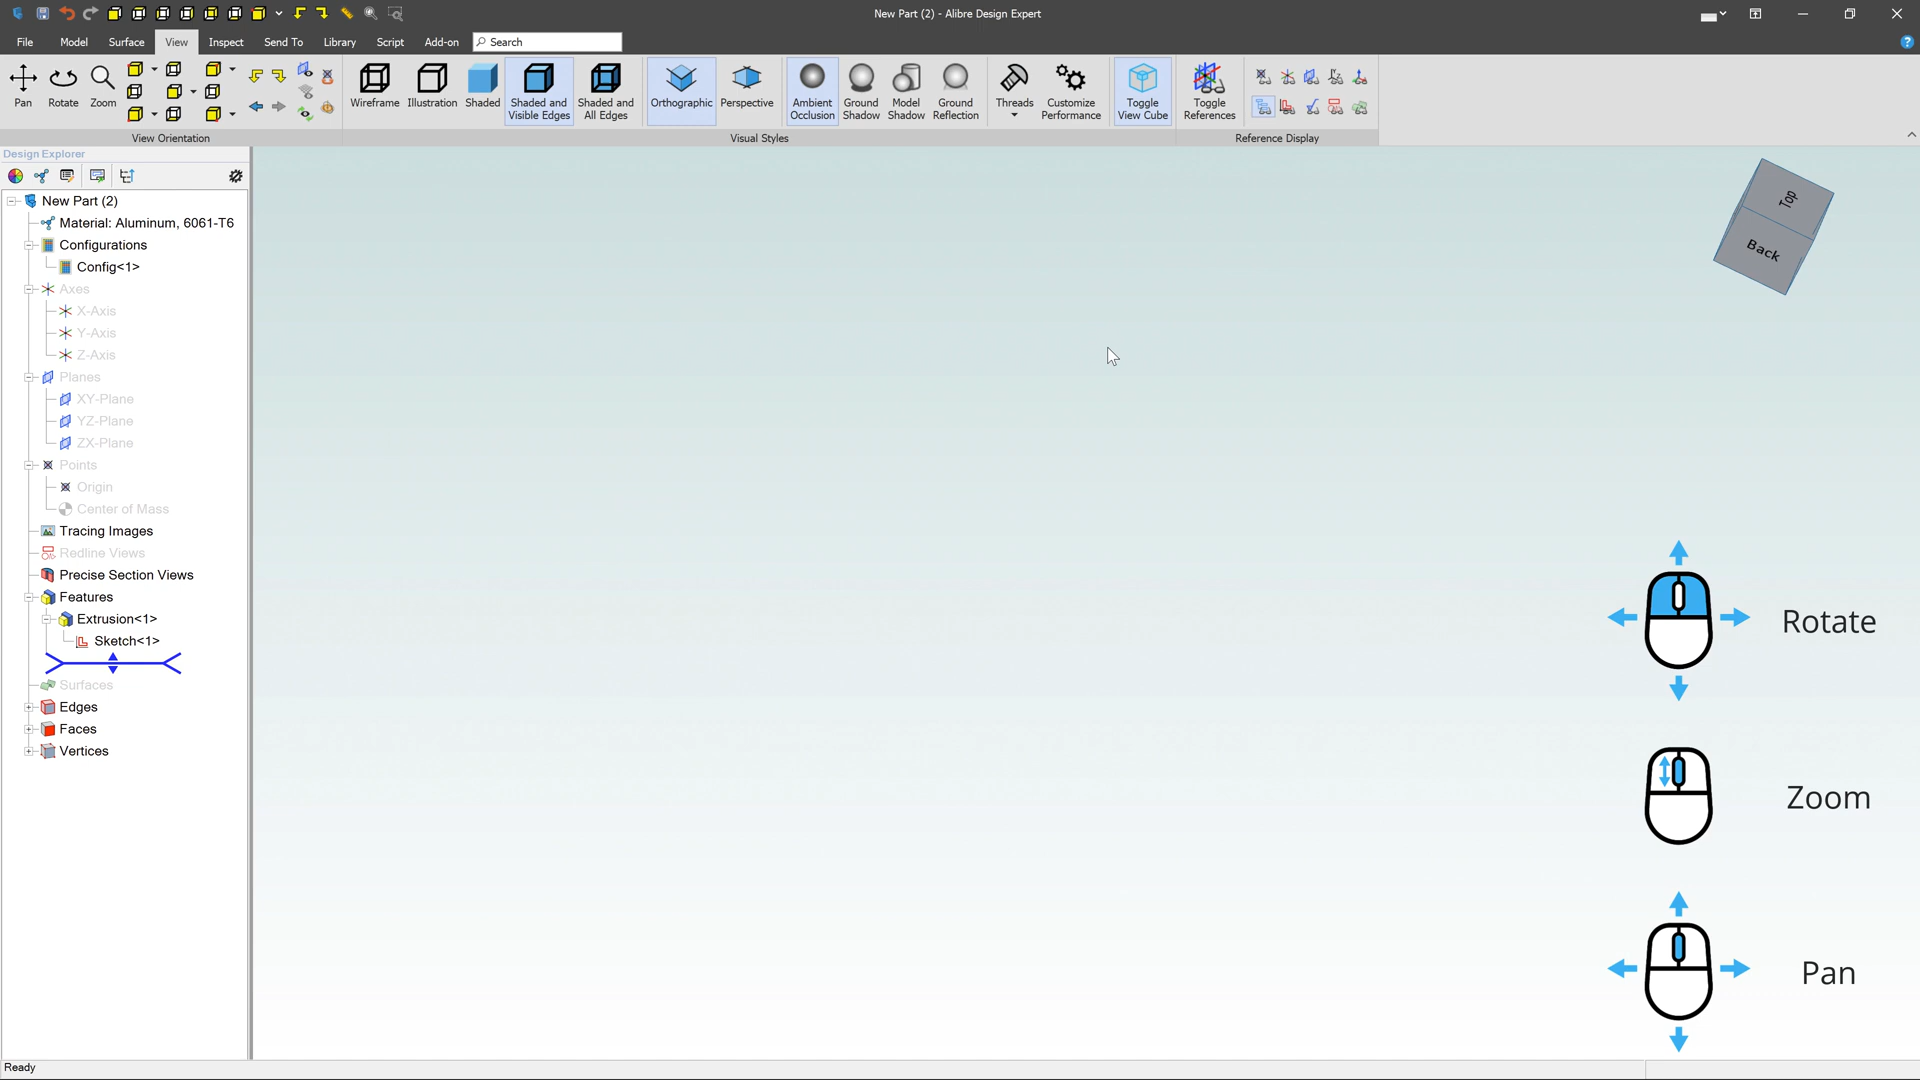 New Part (2) - Alibre Design Expert
File Model Surface View Inspect Send To Library Script Add-on Search
Pan Rotate Zoom Wireframe Illustration Shaded Shaded and Visible Edges Shaded and All Edges Orthographic Perspective Ambient Occlusion Ground Shadow Model Shadow Ground Reflection Threads Customize Performance Toggle View Cube Toggle References
View Orientation Visual Styles Reference Display
Design Explorer
New Part (2)
Material: Aluminum, 6061-T6
Configurations
Config<1>
Axes
X-Axis
Y-Axis
Z-Axis
Planes
XY-Plane
YZ-Plane
ZX-Plane
Points
Origin
Center of Mass
Tracing Images
Redline Views
Precise Section Views
Features
Extrusion<1>
Sketch<1>
Surfaces
Edges
Faces
Vertices
Top
Back
Rotate
Zoom
Pan
Ready